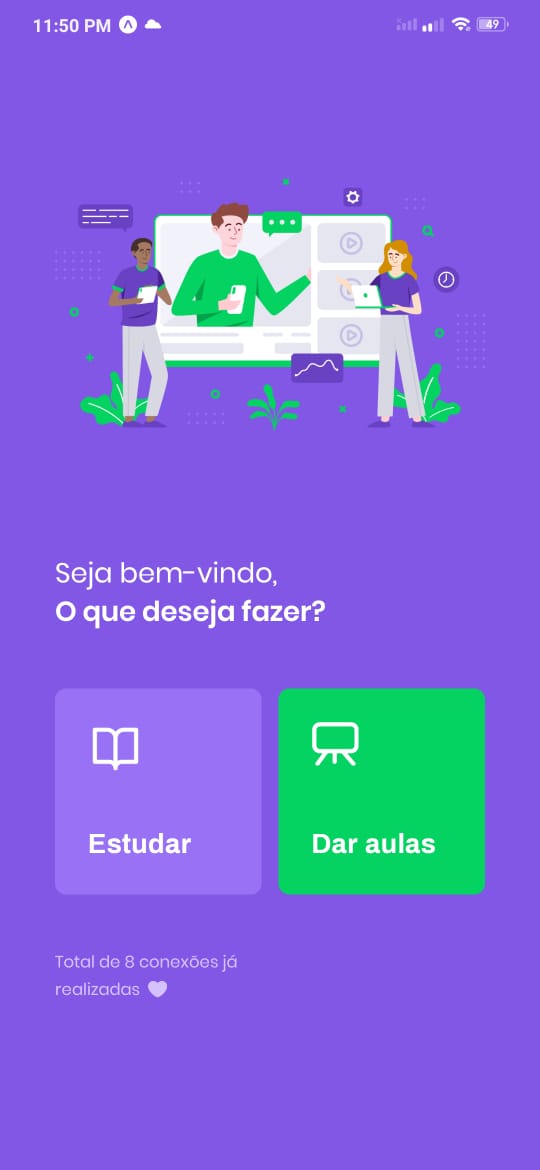 11:50 PM
49
Seja bem-vindo,
O que deseja fazer?
Estudar
Dar aulas
Total de 8 conexões já
realizadas